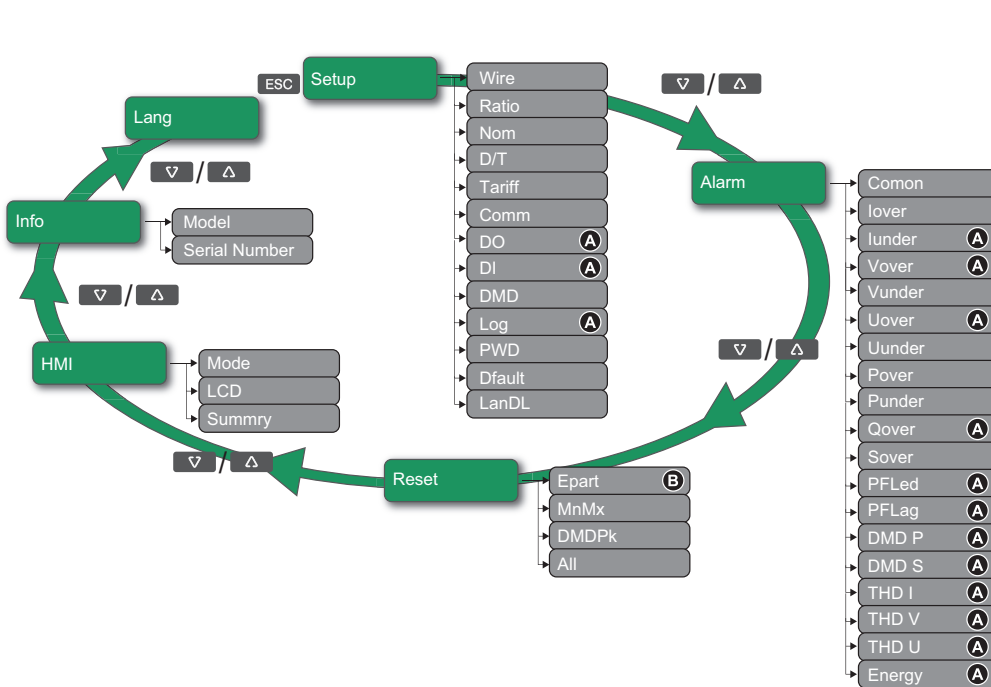 ESC
Setup
Wire
Ratio
Nom
D/T
Tariff
Comm
DO A
DI A
DMD
Log A
PWD
Dfault
LanDL
/
Alarm
Comon
Iover
Iunder A
Vover A
Vunder
Uover A
Uunder
Pover
Punder
Qover A
Sover
PFLed A
PFLag A
DMD P A
DMD S A
THD I A
THD V A
THD U A
Energy A
/
Reset
Epart B
MnMx
DMDPk
All
/
HMI
Mode
LCD
Summry
/
Info
Model
Serial Number
/
Lang